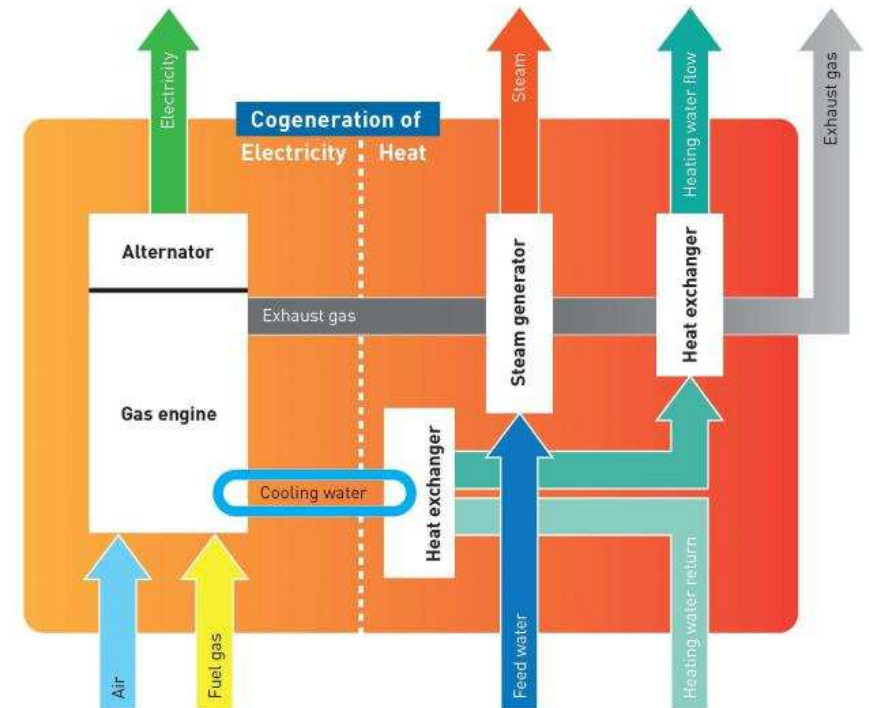 Electricity
Steam
Heating water flow
Exhaust gas
Cogeneration of
Electricity Heat
Alternator
Exhaust gas
Steam generator
Heat exchanger
Gas engine
Cooling water
Heat exchanger
Air
Fuel gas
Feed water
Heating water return